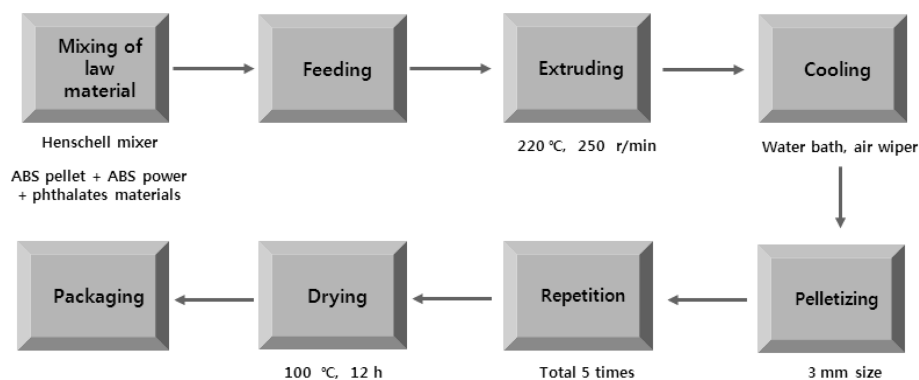 Mixing of
law
material
Feeding
Extruding
Cooling
Henschell mixer
ABS pellet + ABS power
+ phthalates materials
220 ℃, 250 r/min
Water bath, air wiper
Packaging
Drying
Repetition
Pelletizing
100 ℃, 12 h
Total 5 times
3 mm size